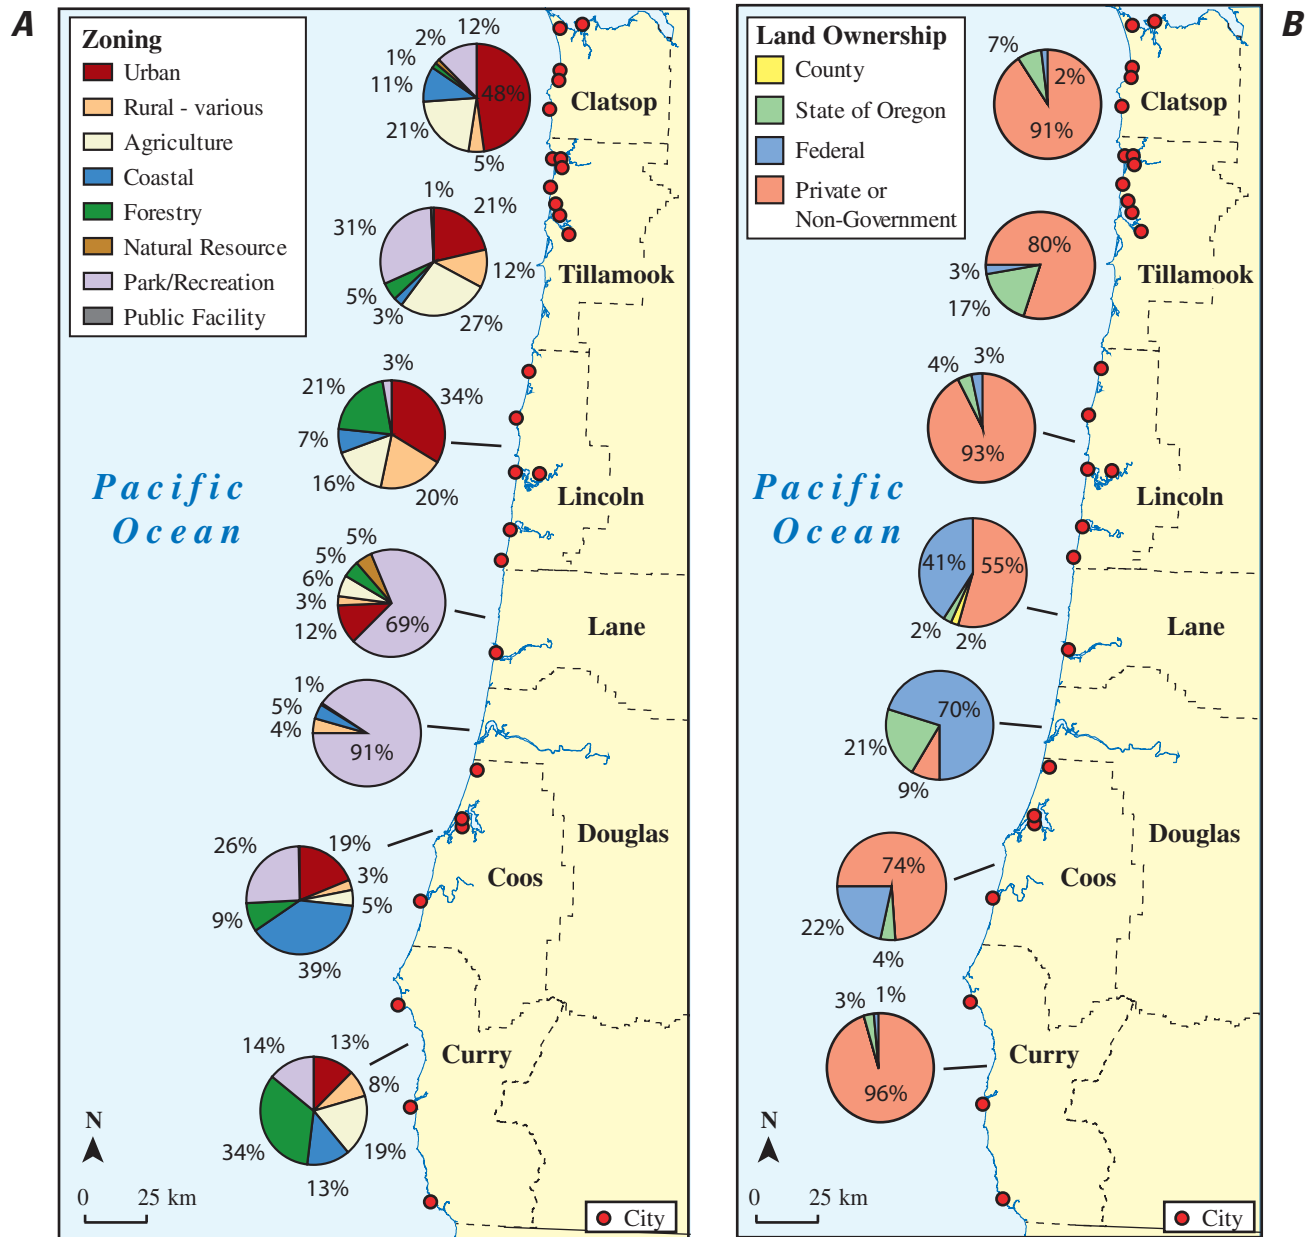 A
Zoning
Urban
Rural - various
Agriculture
Coastal
Forestry
Natural Resource
Park/Recreation
Public Facility
12%
2%
1%
11%
48%
21%
5%
Clatsop
1%
21%
31%
12%
5%
3%
27%
Tillamook
3%
21%
34%
7%
16%
20%
Lincoln
Pacific
Ocean
5%
5%
6%
3%
12%
69%
Lane
1%
5%
4%
91%
Douglas
26%
19%
3%
5%
9%
39%
Coos
14%
13%
8%
34%
19%
13%
Curry
N
0 25 km
City
B
Land Ownership
County
State of Oregon
Federal
Private or
Non-Government
7%
2%
91%
Clatsop
80%
3%
17%
Tillamook
4%
3%
93%
Lincoln
Pacific
Ocean
41%
55%
2%
2%
Lane
70%
21%
9%
Douglas
74%
22%
4%
Coos
3%
1%
96%
Curry
N
0 25 km
City